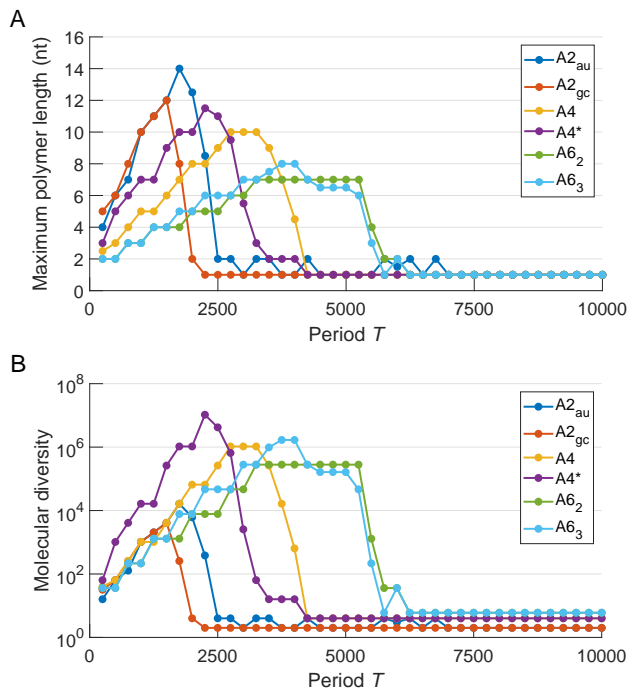 A
Maximum polymer length (nt)
16
14
12
10
8
6
4
2
0
0 2500 5000 7500 10000
Period T
A2au
A2gc
A4
A4*
A62
A63
B
Molecular diversity
10^8
10^6
10^4
10^2
10^0
0 2500 5000 7500 10000
Period T
A2au
A2gc
A4
A4*
A62
A63